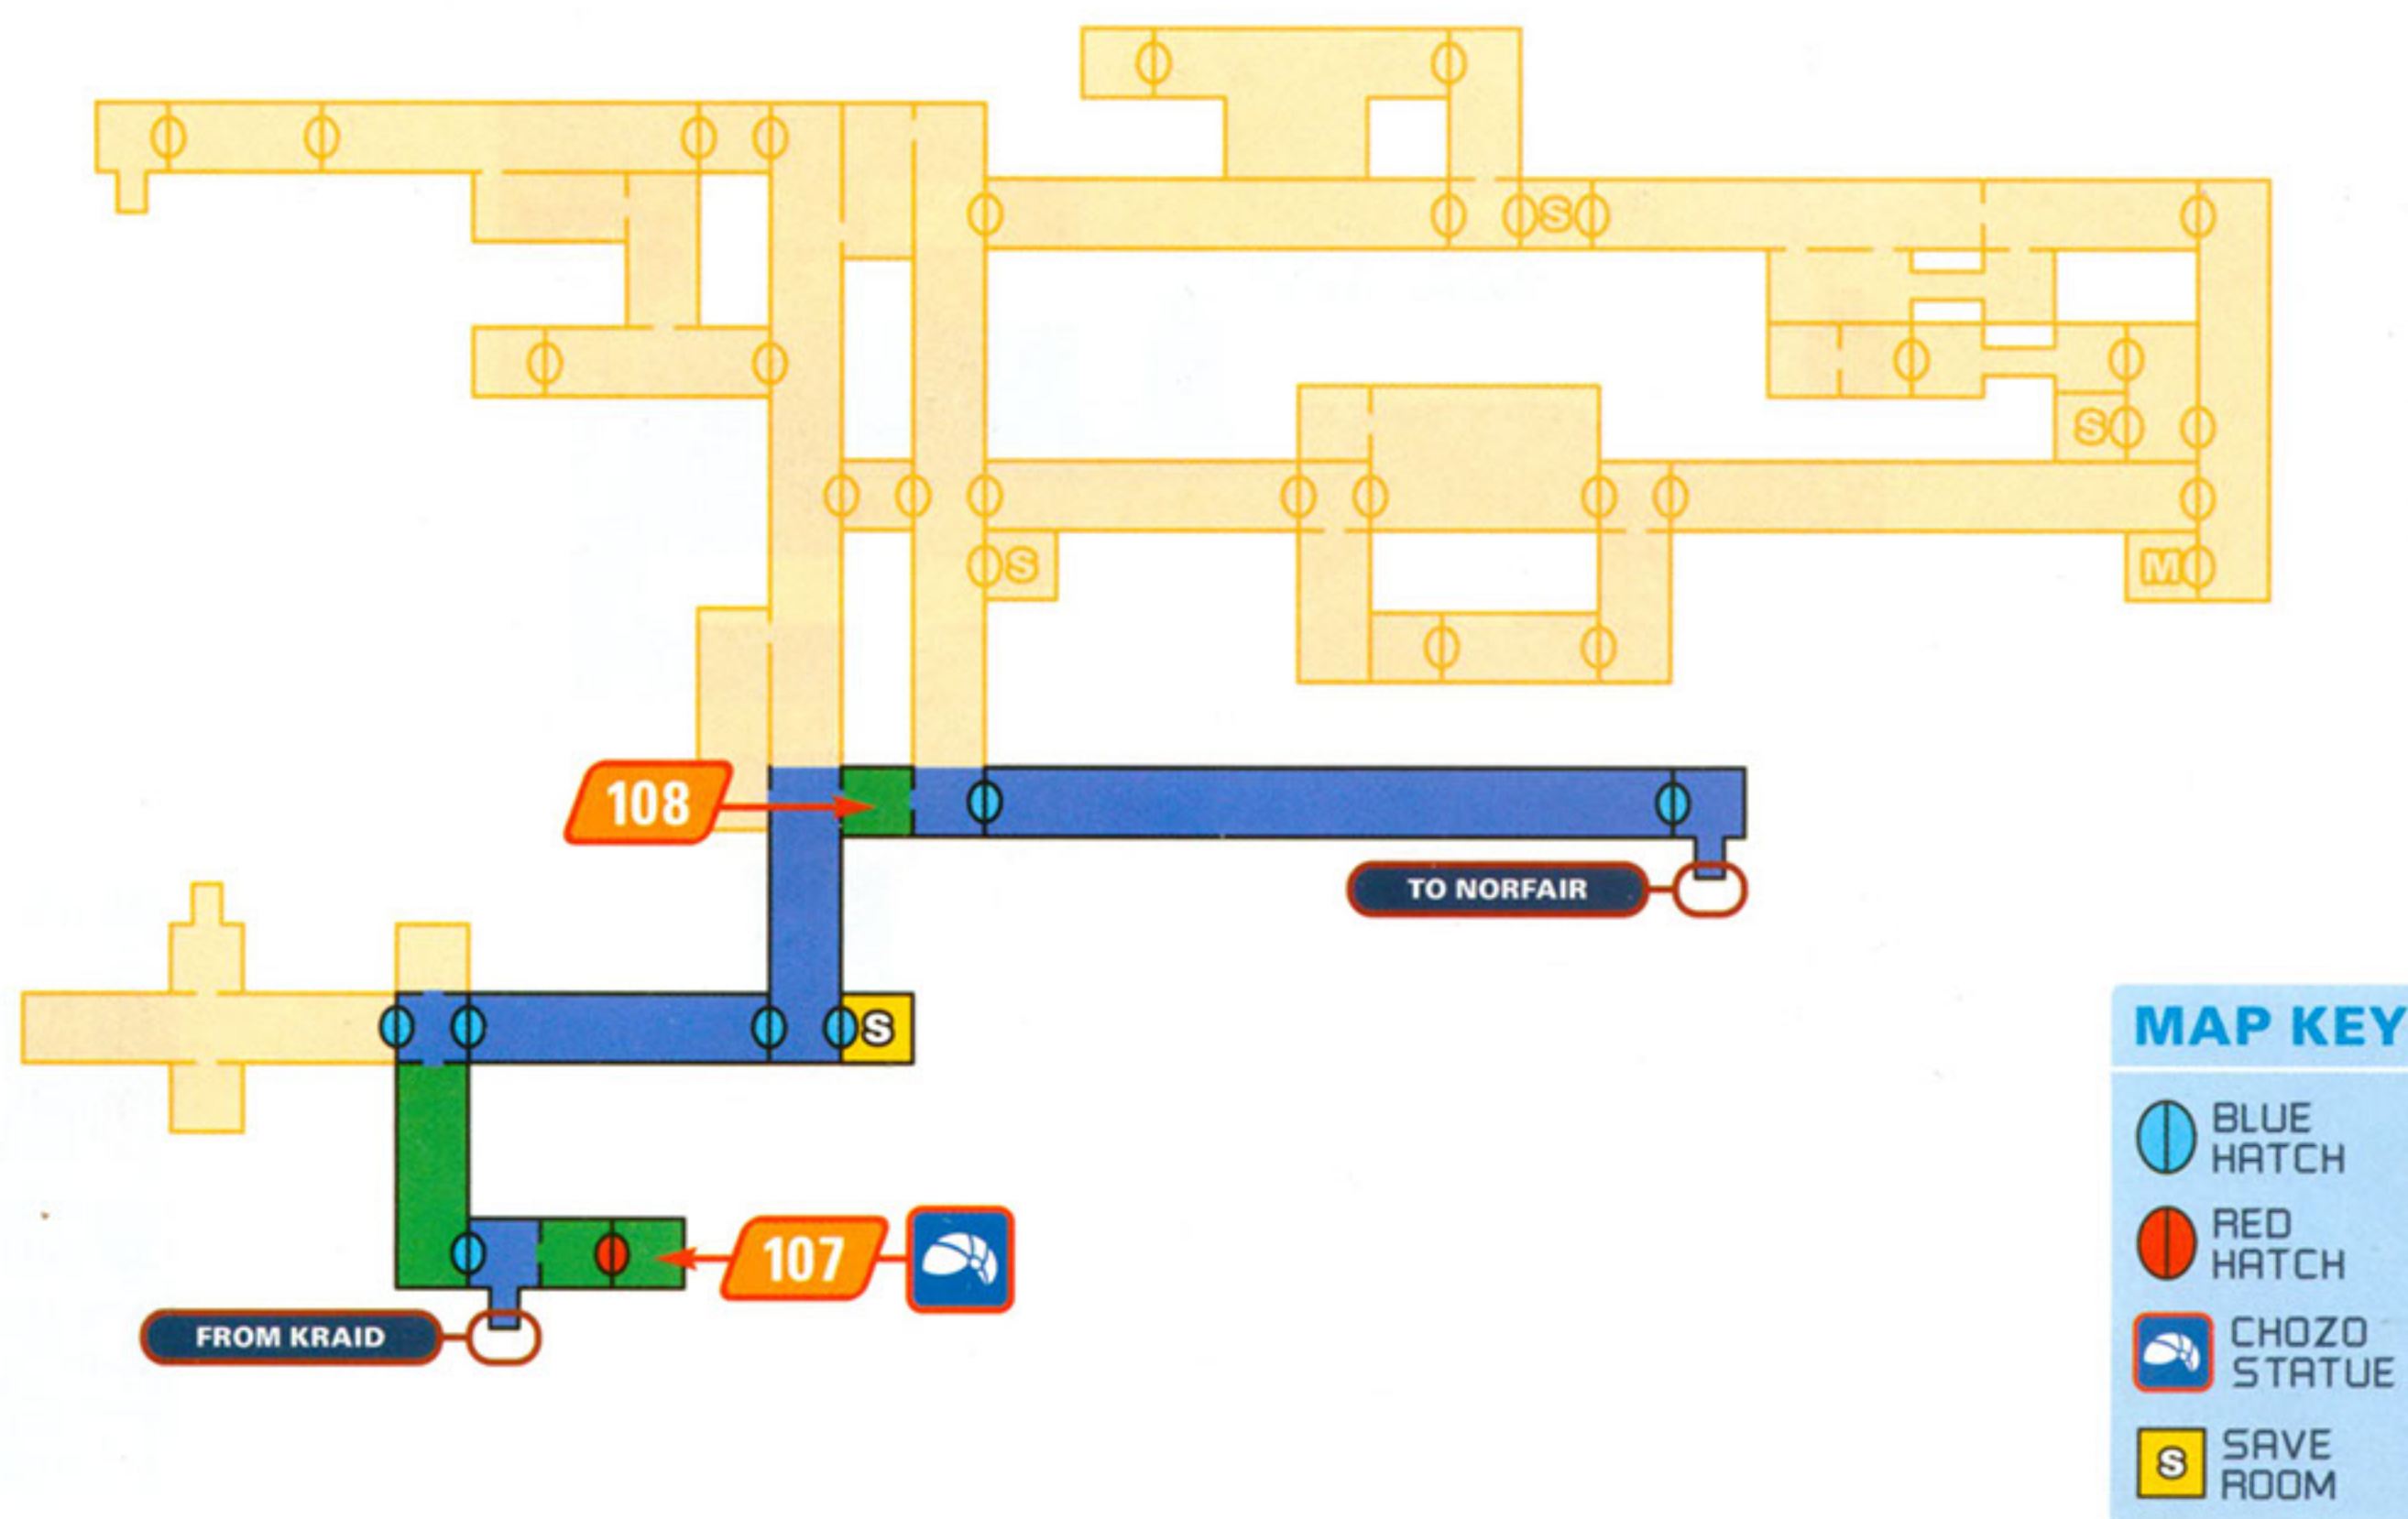 S
S
S
M
108
TO NORFAIR
S
107
FROM KRAID
MAP KEY
BLUE
HATCH
RED
HATCH
CHOZO
STATUE
S
SAVE
ROOM